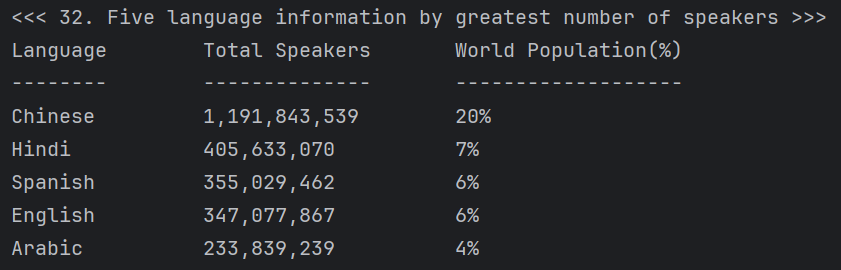 <<< 32. Five language information by greatest number of speakers >>>
Language        Total Speakers       World Population(%)
--------        --------------       -------------------
Chinese         1,191,843,539        20%
Hindi           405,633,070          7%
Spanish         355,029,462          6%
English         347,077,867          6%
Arabic          233,839,239          4%